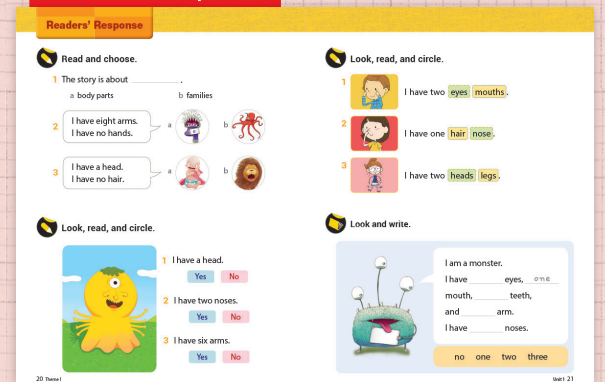 Readers' Response
Read and choose.
1 The story is about ____________.
a body parts b families
2 I have eight arms.
I have no hands.
a b
3 I have a head.
I have no hair.
a b
Look, read, and circle.
1 I have a head.
Yes No
2 I have two noses.
Yes No
3 I have six arms.
Yes No
20 Theme 1
Look, read, and circle.
1 I have two eyes mouths.
2 I have one hair nose.
3 I have two heads legs.
Look and write.
I am a monster.
I have ________ eyes, one
mouth, ________ teeth,
and ________ arm.
I have ________ noses.
no one two three
Unit 1 21